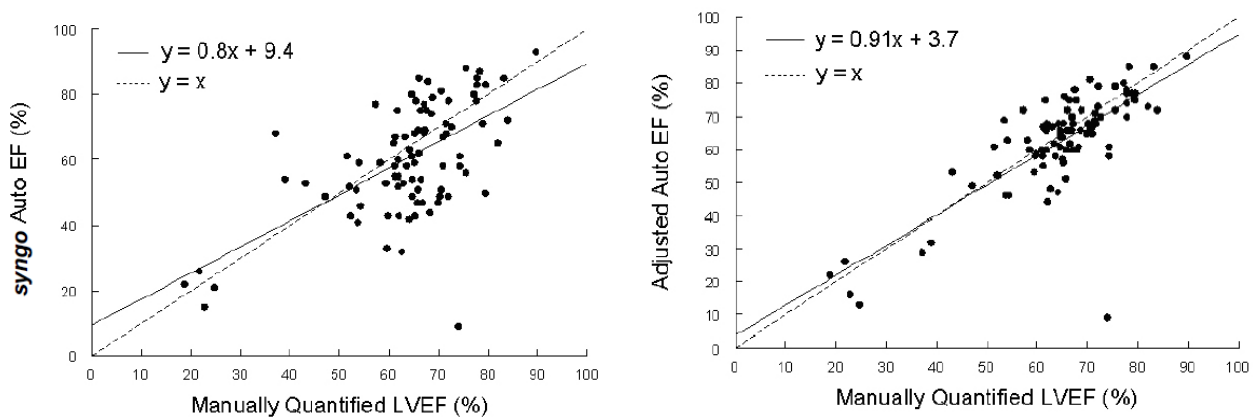 y = 0.8x + 9.4
y = x
syngo Auto EF (%)
100
80
60
40
20
0
0 10 20 30 40 50 60 70 80 90 100
Manually Quantified LVEF (%)
y = 0.91x + 3.7
y = x
Adjusted Auto EF (%)
100
90
80
70
60
50
40
30
20
10
0
0 10 20 30 40 50 60 70 80 90 100
Manually Quantified LVEF (%)